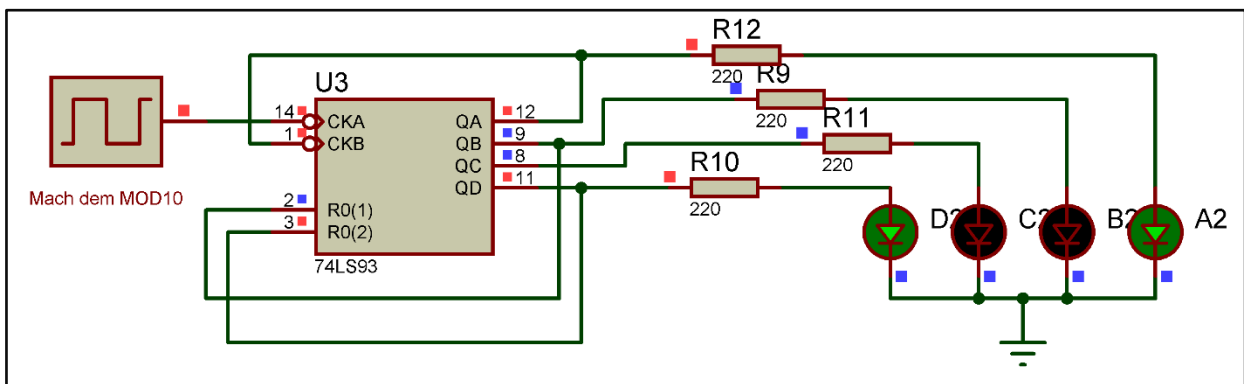 R12
220
R9
220
R11
220
R10
220
U3
14
CKA
QA
12
1
CKB
QB
9
QC
8
QD
11
2
R0(1)
3
R0(2)
74LS93
Mach dem MOD10
D2
C2
B2
A2